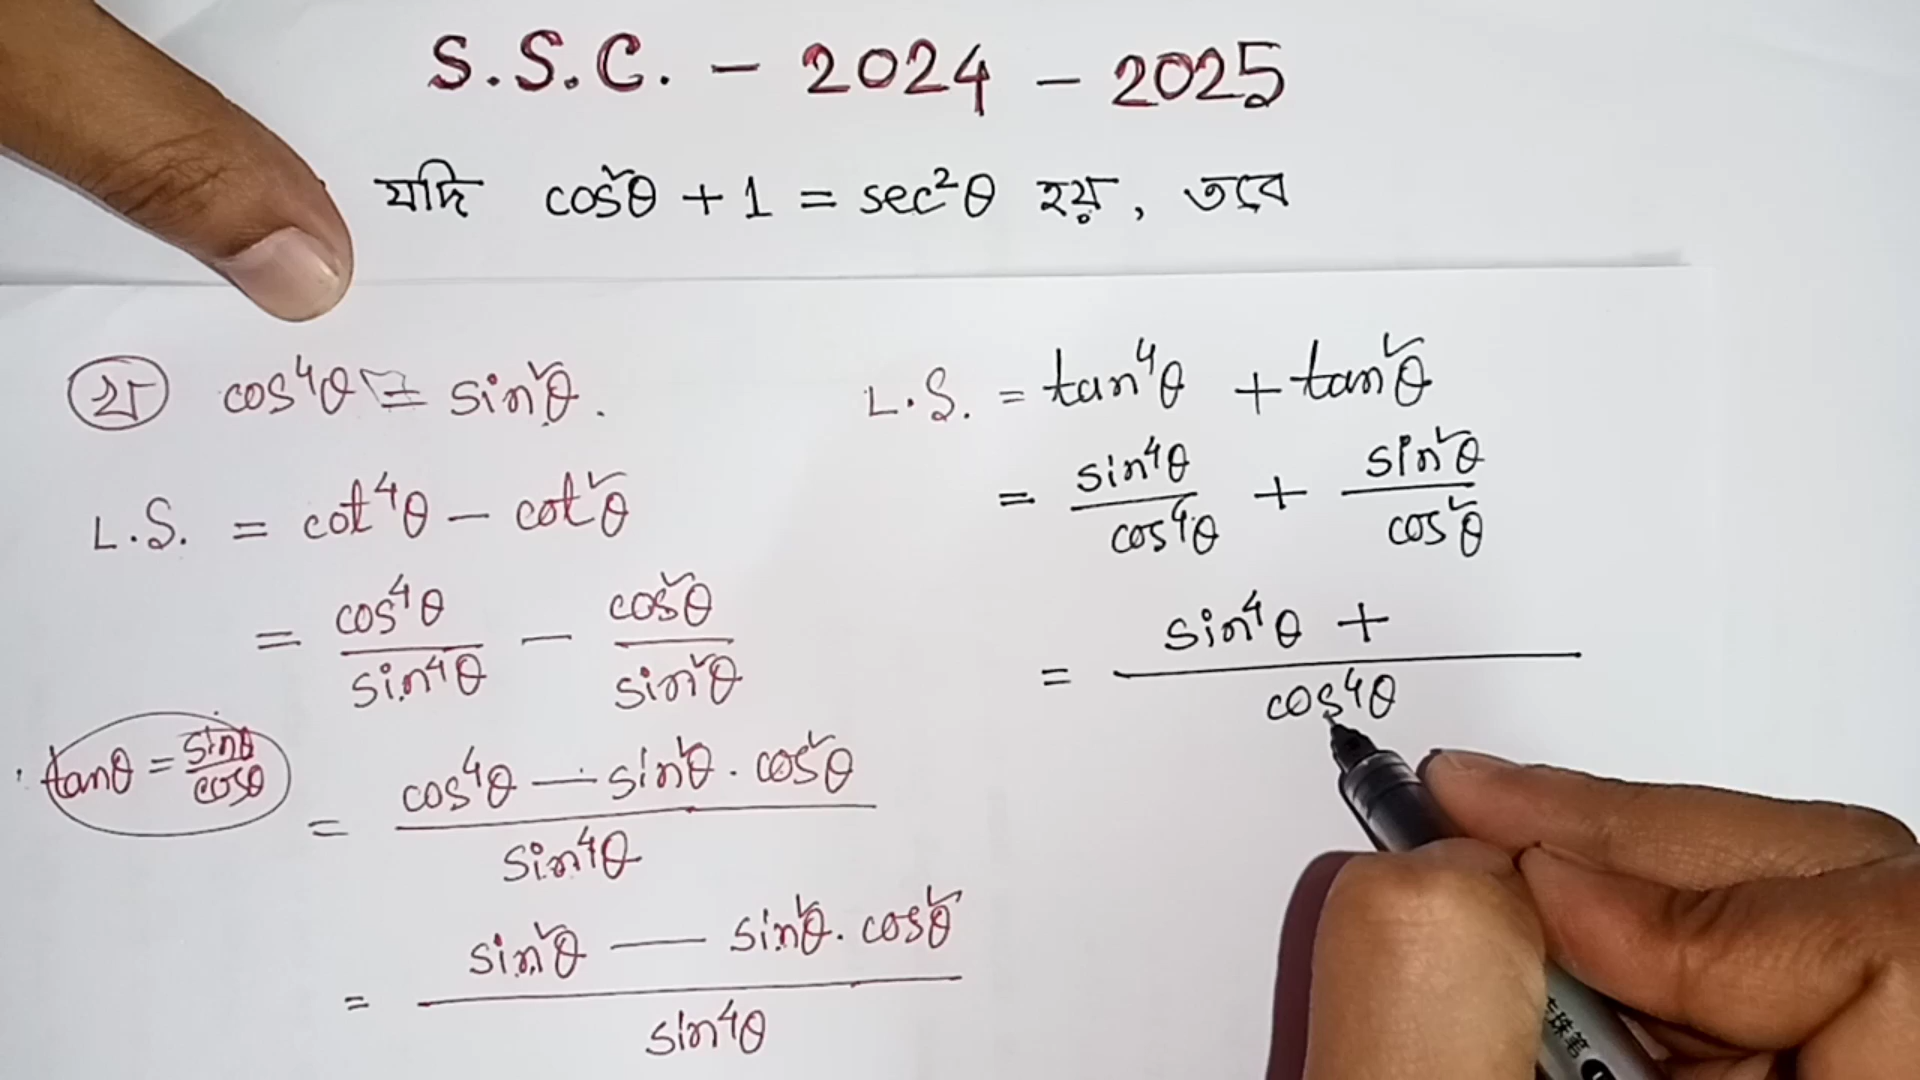 S.S.C. - 2024 - 2025
যদি cos²θ + 1 = sec²θ হয়, তবে
cos⁴θ = sin²θ.
L.S. = cot⁴θ - cot²θ
= cos⁴θ/sin⁴θ - cos²θ/sin²θ
tanθ = sinθ/cosθ
= (cos⁴θ - sin²θ . cos²θ)/sin⁴θ
= (sin²θ - sin²θ . cos²θ)/sin⁴θ
L.S. = tan⁴θ + tan²θ
= sin⁴θ/cos⁴θ + sin²θ/cos²θ
= (sin⁴θ + )/cos⁴θ